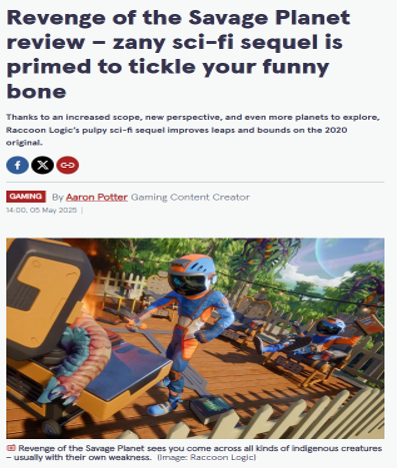 Revenge of the Savage Planet
review – zany sci-fi sequel is
primed to tickle your funny
bone
Thanks to an increased scope, new perspective, and even more planets to explore,
Raccoon Logic's pulpy sci-fi sequel improves leaps and bounds on the 2020
original.
GAMING By Aaron Potter Gaming Content Creator
14:00, 05 May 2025 |
Revenge of the Savage Planet sees you come across all kinds of indigenous creatures
– usually with their own weakness. (Image: Raccoon Logic)